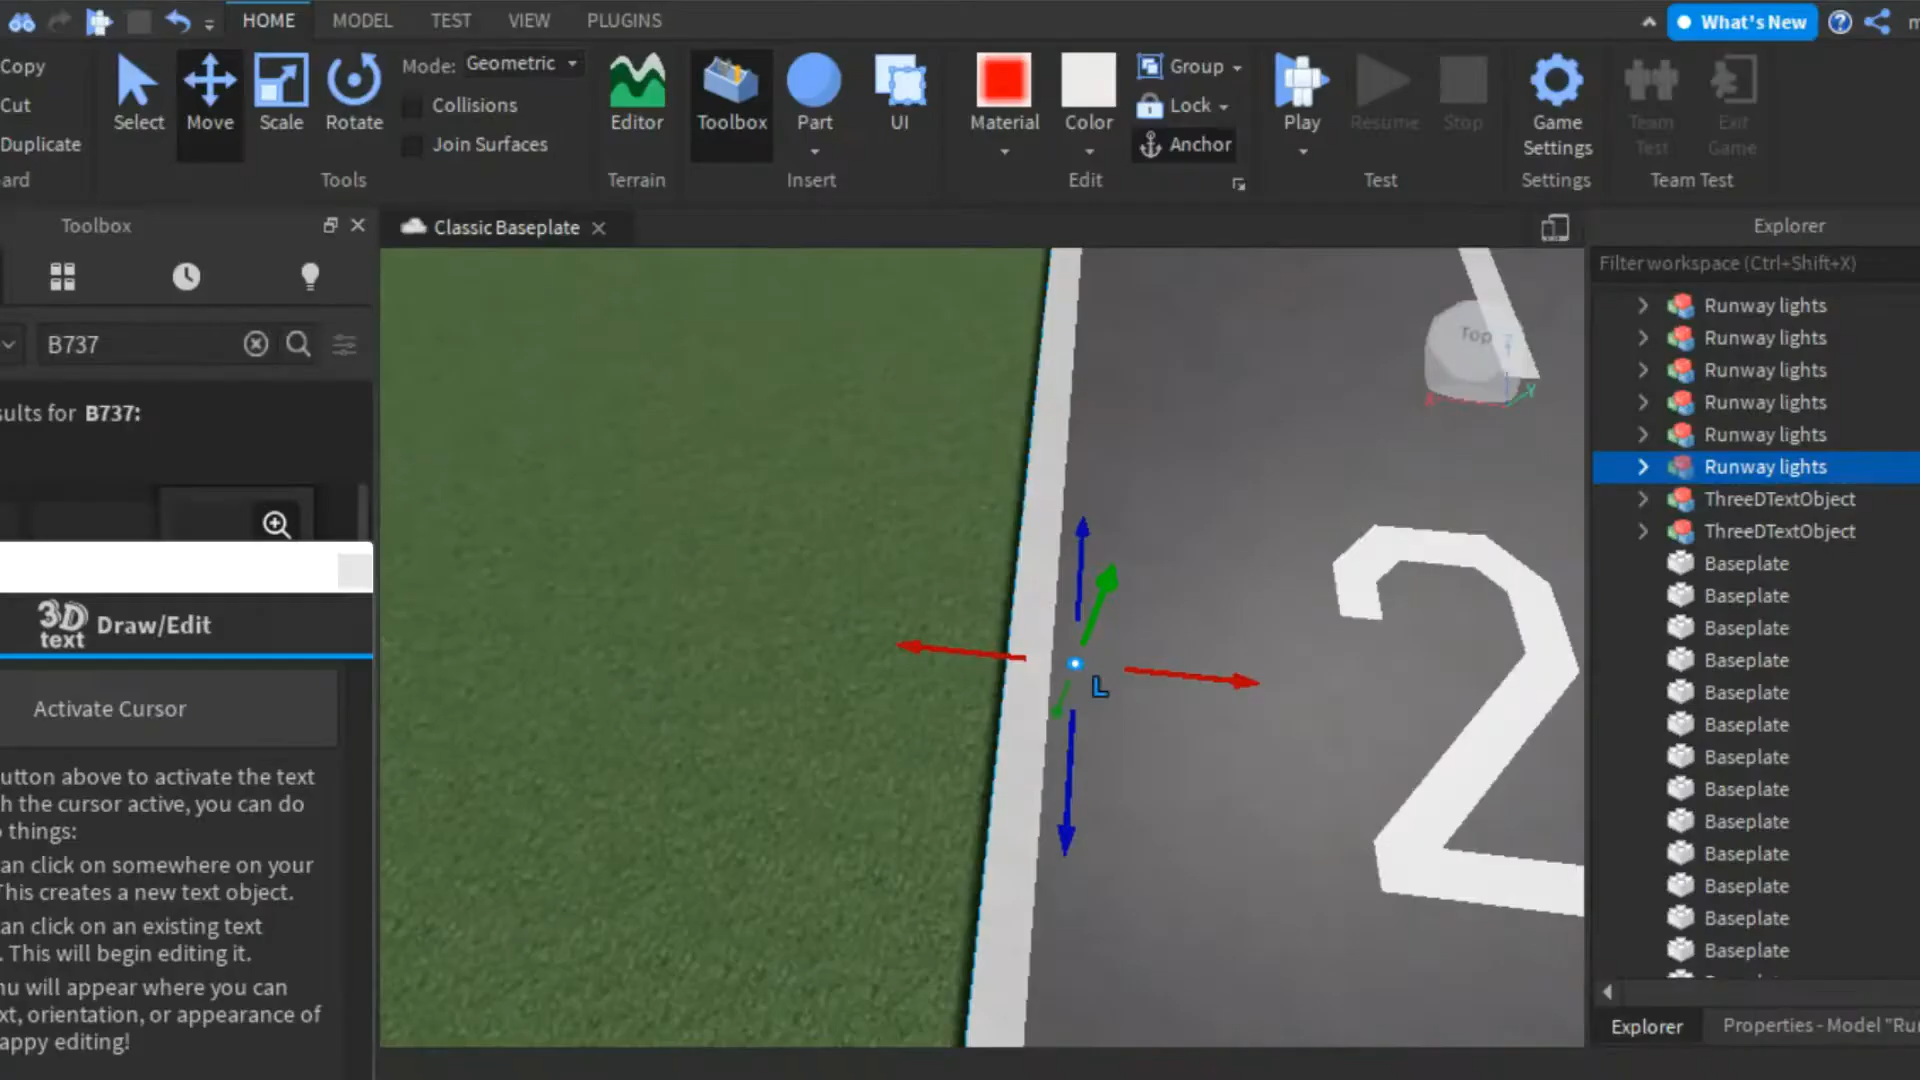 HOME MODEL TEST VIEW PLUGINS
What's New
Copy
Cut
Duplicate
Select Move Scale Rotate
Mode: Geometric
Collisions
Join Surfaces
Tools
Editor
Terrain
Toolbox Part UI
Insert
Material Color
Group
Lock
Anchor
Edit
Play Resume Stop
Test
Game
Settings
Settings
Team
Test
Exit
Game
Team Test
Toolbox
B737
sults for B737:
3D
text
Draw/Edit
Activate Cursor
utton above to activate the text
h the cursor active, you can do
things:
an click on somewhere on your
This creates a new text object.
an click on an existing text
. This will begin editing it.
nu will appear where you can
xt, orientation, or appearance of
appy editing!
Classic Baseplate
Top
X
Z
Y
L
2
Explorer
Filter workspace (Ctrl+Shift+X)
Runway lights
Runway lights
Runway lights
Runway lights
Runway lights
Runway lights
ThreeDTextObject
ThreeDTextObject
Baseplate
Baseplate
Baseplate
Baseplate
Baseplate
Baseplate
Baseplate
Baseplate
Baseplate
Baseplate
Baseplate
Baseplate
Baseplate
Explorer Properties - Model "Ru